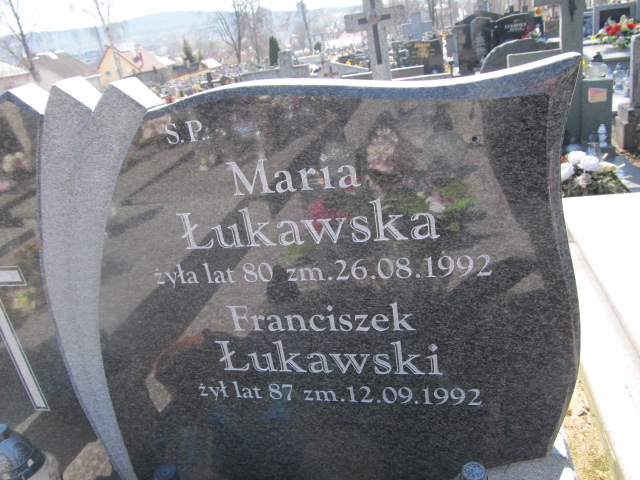 Ś.P.
Maria
Łukawska
żyła lat 80 zm.26.08.1992
Franciszek
Łukawski
żył lat 87 zm.12.09.1992